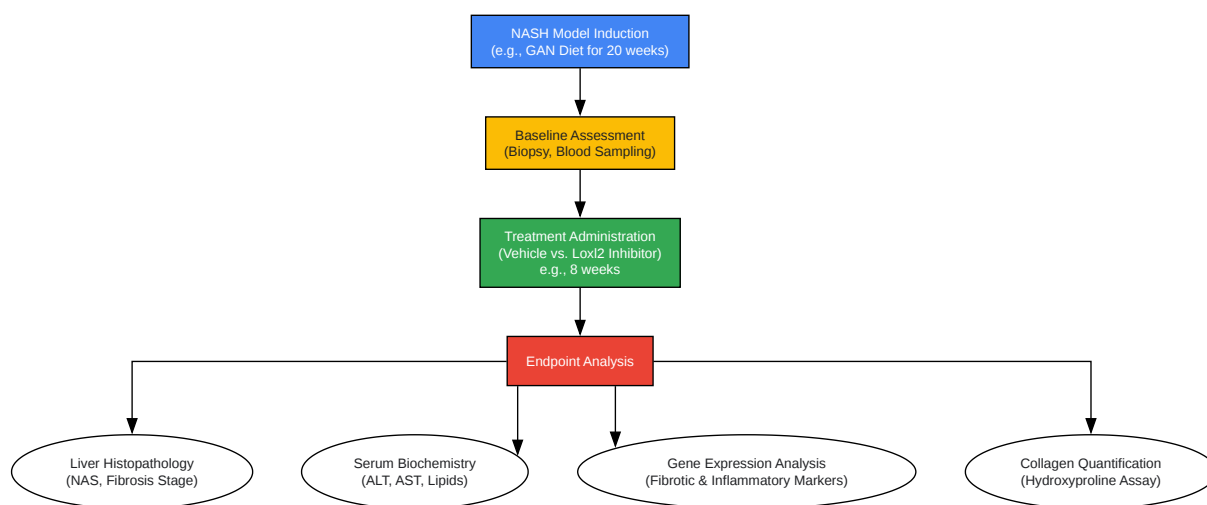 NASH Model Induction
(e.g., GAN Diet for 20 weeks)
Baseline Assessment
(Biopsy, Blood Sampling)
Treatment Administration
(Vehicle vs. Loxl2 Inhibitor)
e.g., 8 weeks
Endpoint Analysis
Liver Histopathology
(NAS, Fibrosis Stage)
Serum Biochemistry
(ALT, AST, Lipids)
Gene Expression Analysis
(Fibrotic & Inflammatory Markers)
Collagen Quantification
(Hydroxyproline Assay)